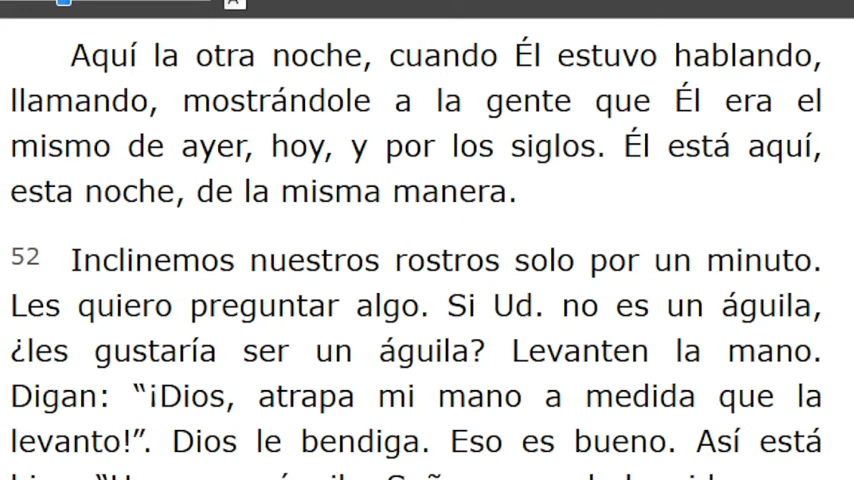 Aquí la otra noche, cuando Él estuvo hablando,
llamando, mostrándole a la gente que Él era el
mismo de ayer, hoy, y por los siglos. Él está aquí,
esta noche, de la misma manera.
52 Inclinemos nuestros rostros solo por un minuto.
Les quiero preguntar algo. Si Ud. no es un águila,
¿les gustaría ser un águila? Levanten la mano.
Digan: “¡Dios, atrapa mi mano a medida que la
levanto!”. Dios le bendiga. Eso es bueno. Así está